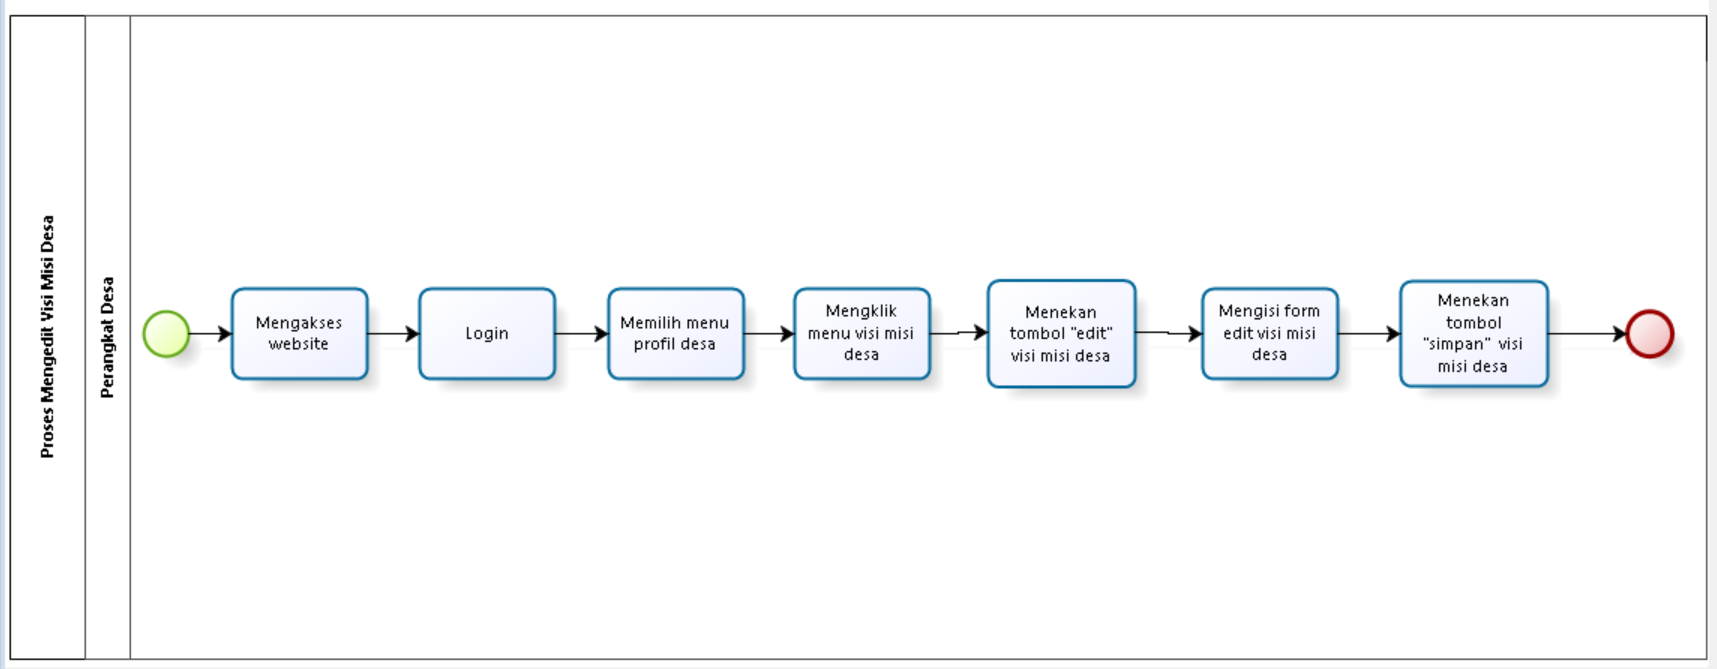 Proses Mengedit Visi Misi Desa
Perangkat Desa
Mengakses
website
Login
Memilih menu
profil desa
Mengklik
menu visi misi
desa
Menekan
tombol "edit"
visi misi desa
Mengisi form
edit visi misi
desa
Menekan
tombol
"simpan" visi
misi desa